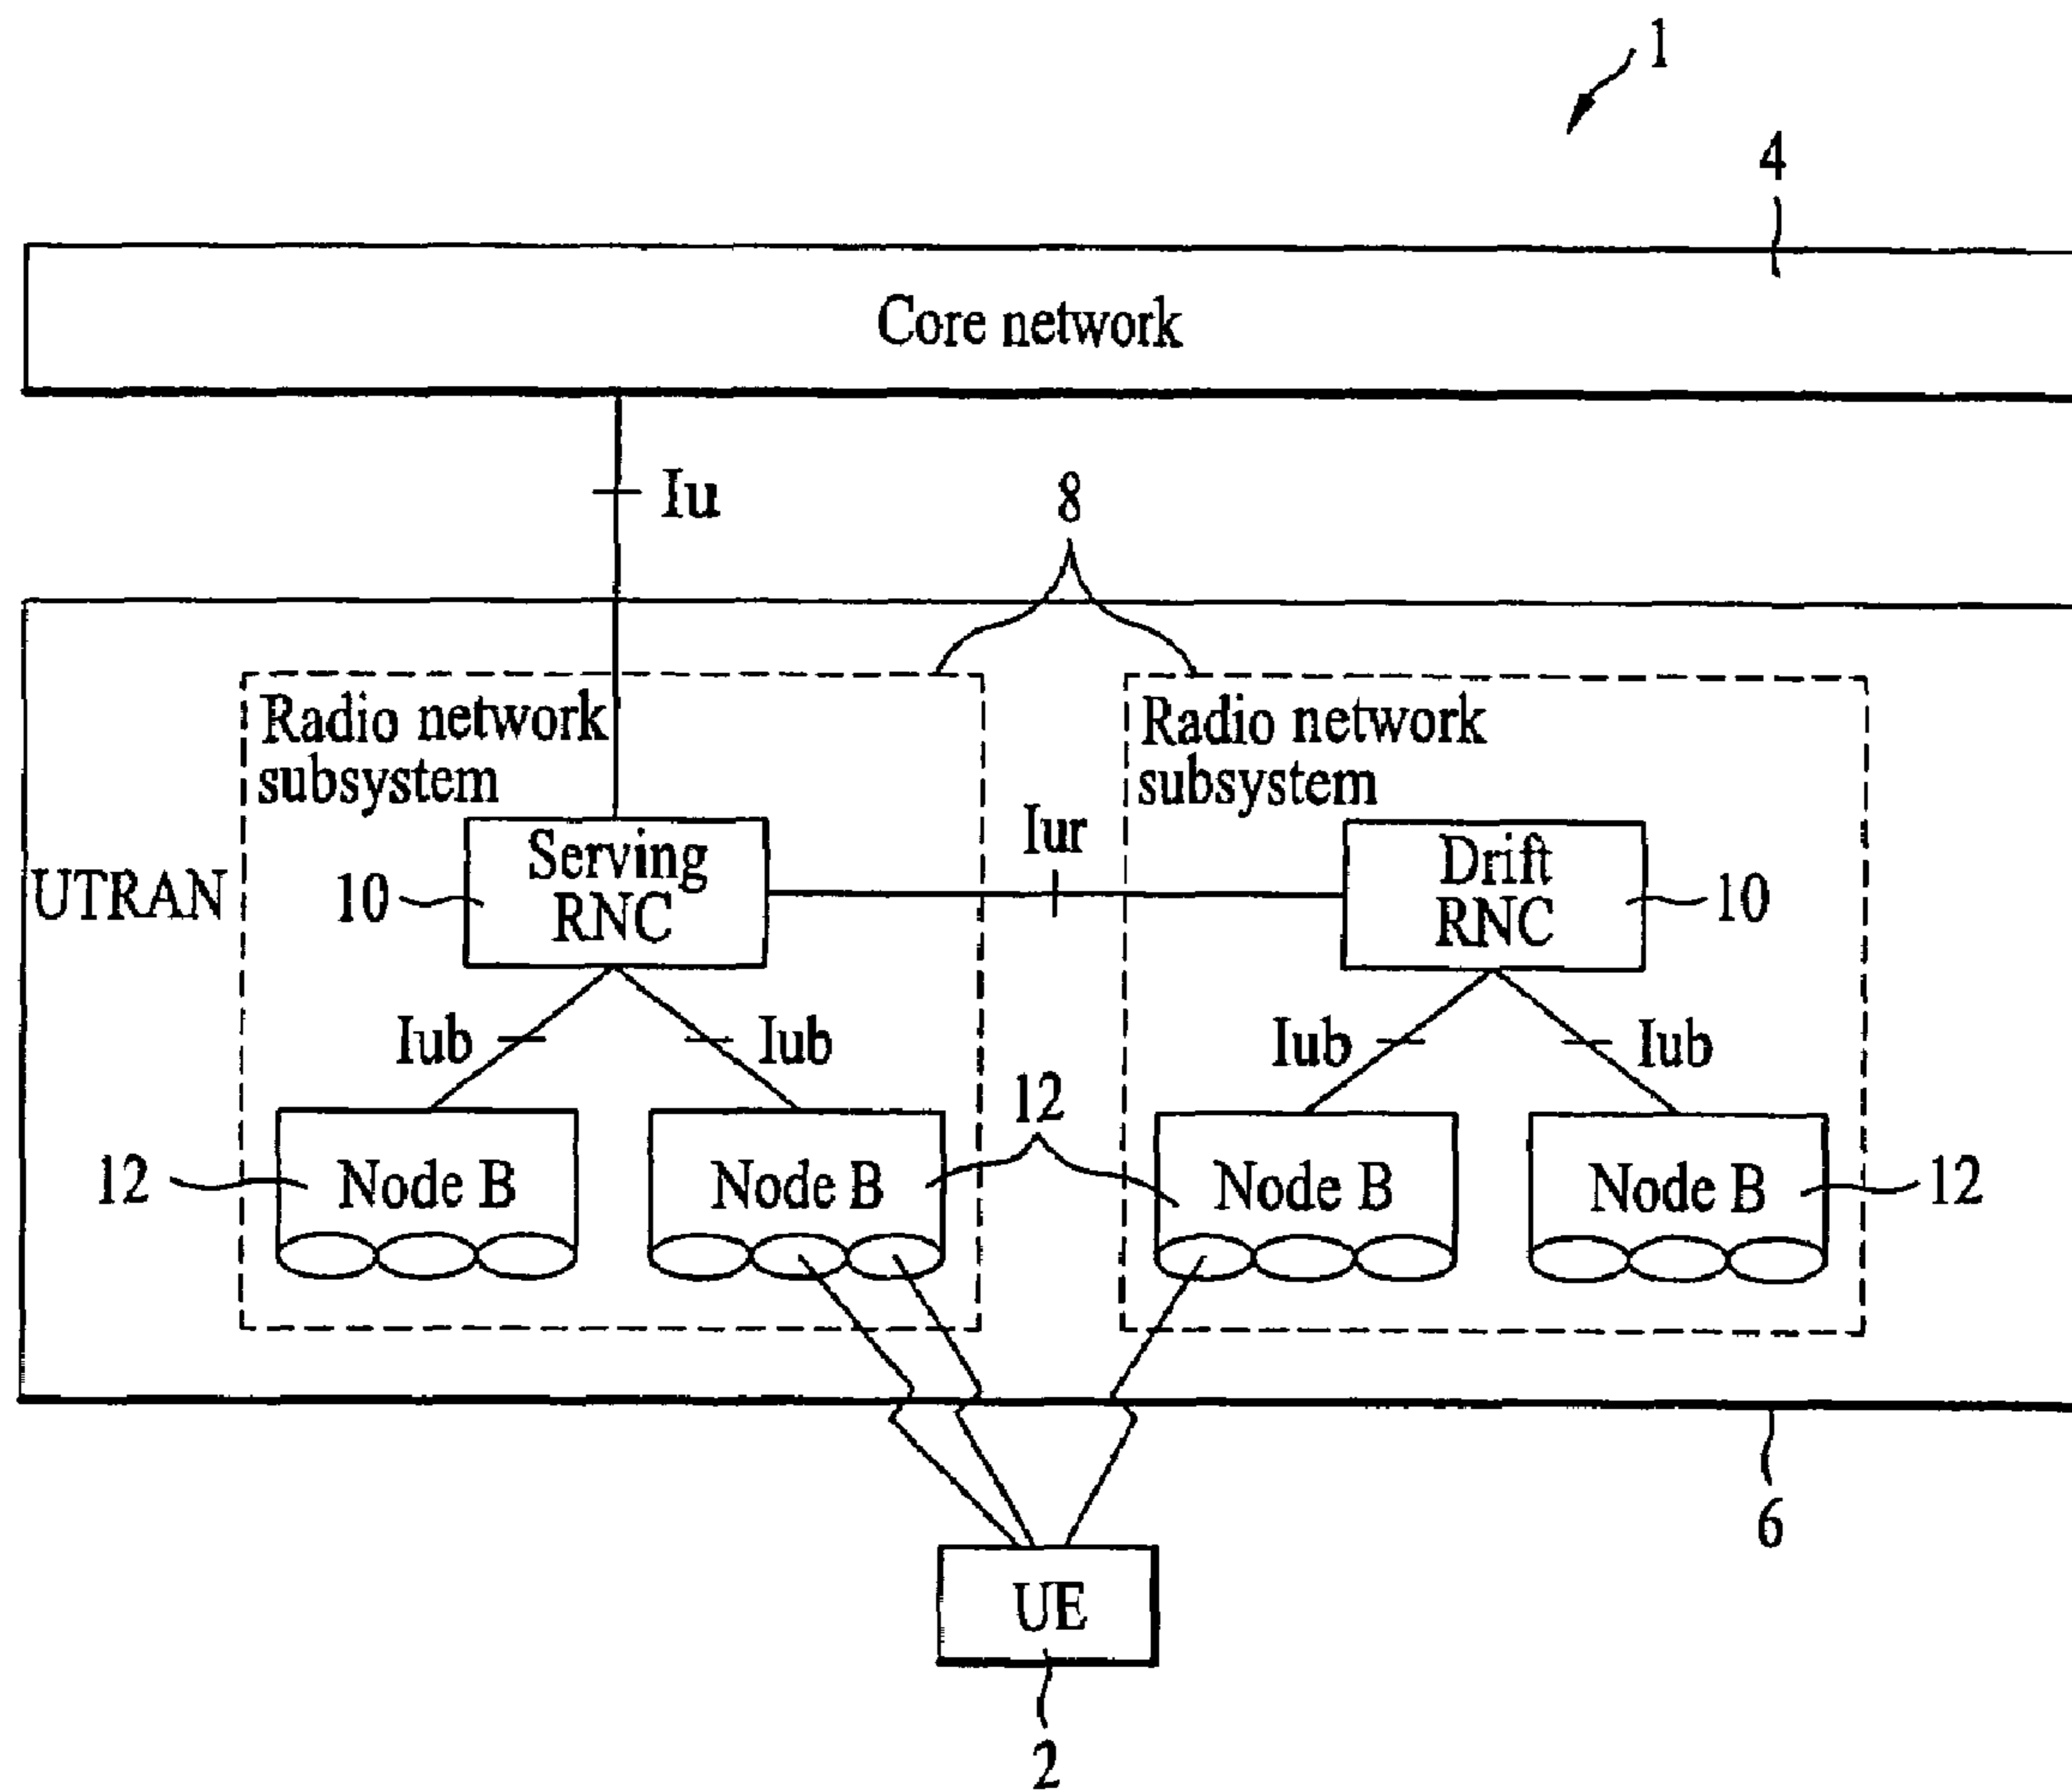 1
4
Core network
Iu
8
Radio network
subsystem
Radio network
subsystem
UTRAN
10
Serving
RNC
Iur
Drift
RNC
10
Iub
Iub
Iub
Iub
12
12
Node B
Node B
Node B
Node B
12
6
UE
2